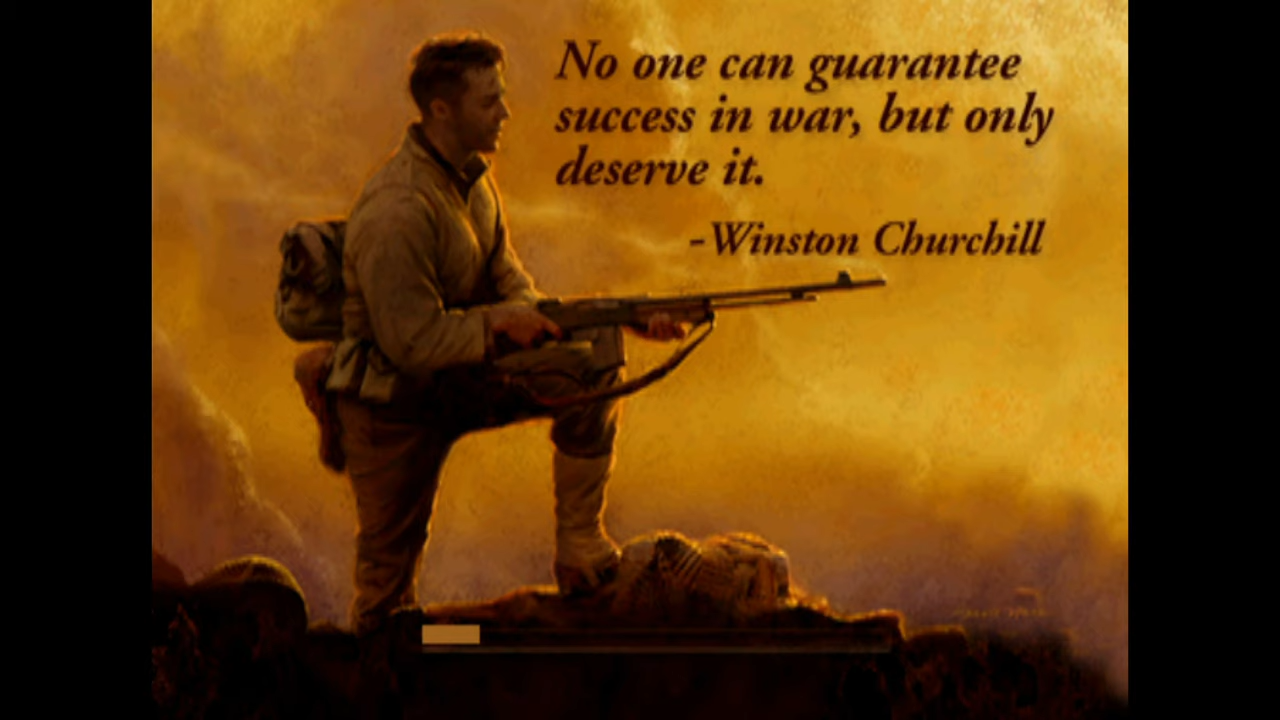 No one can guarantee
success in war, but only
deserve it.
-Winston Churchill